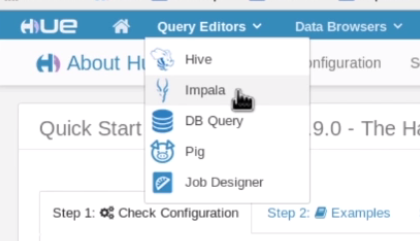 HUE Query Editors Data Browsers
About Hu
Hive
nfiguration
Impala
DB Query
Quick Start
.9.0 - The Ha
Pig
Job Designer
Step 1: Check Configuration
Step 2: Examples